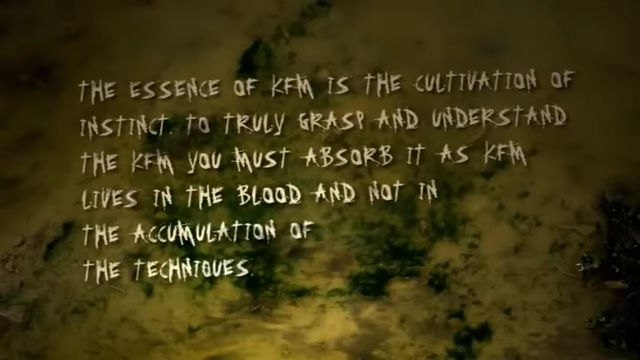 THE ESSENCE OF KFM IS THE CULTIVATION OF
INSTINCT. TO TRULY GRASP AND UNDERSTAND
THE KFM YOU MUST ABSORB IT AS KFM
LIVES IN THE BLOOD AND NOT IN
THE ACCUMULATION OF
THE TECHNIQUES.